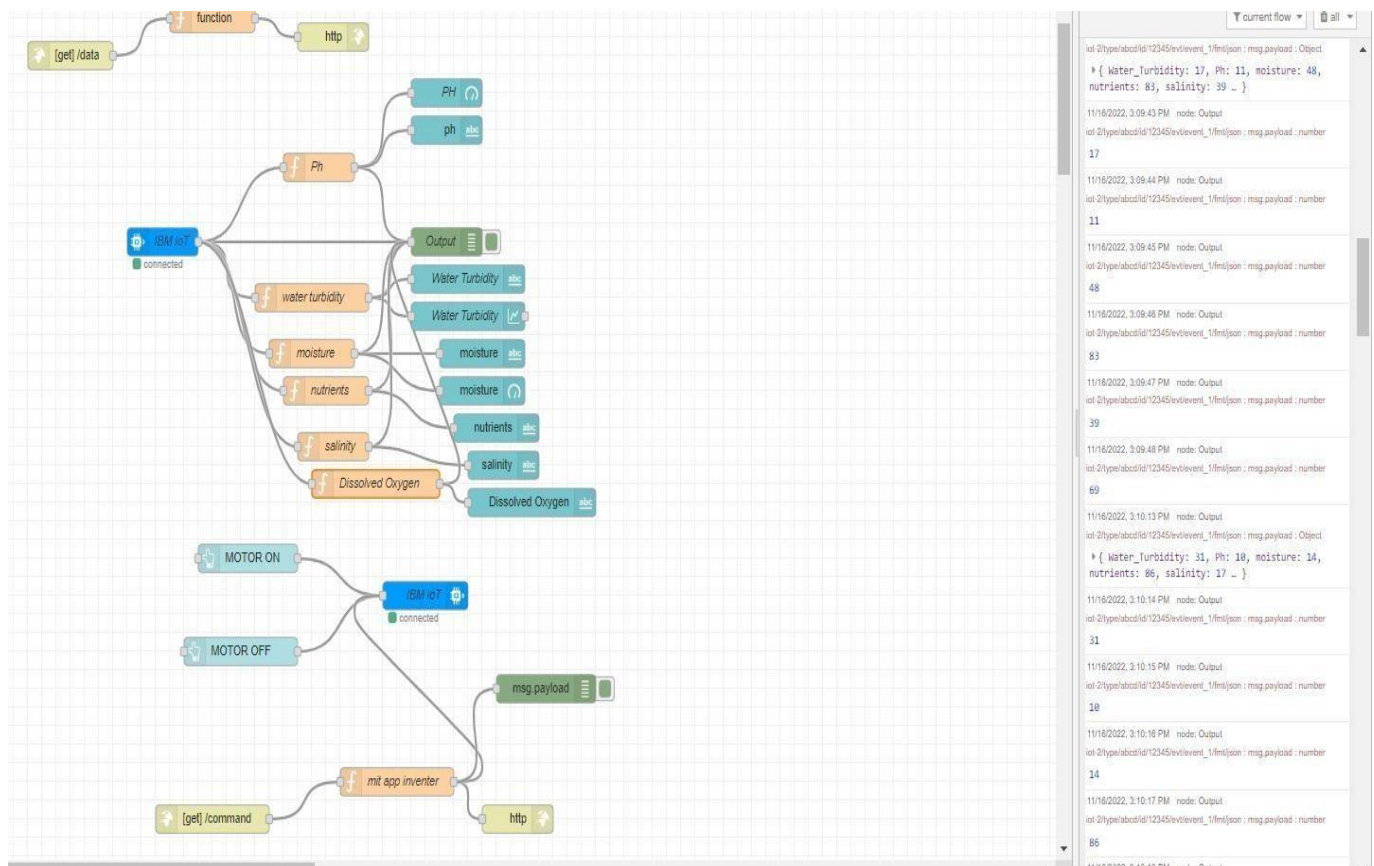 function
http
[get] /data
PH
ph abc
Ph
IBM IoT
connected
Output
Water Turbidity abc
water turbidity
Water Turbidity
moisture
moisture abc
moisture
nutrients
nutrients abc
salinity
salinity abc
Dissolved Oxygen
Dissolved Oxygen abc
MOTOR ON
IBM IoT
connected
MOTOR OFF
msg.payload
mit app inventer
[get] /command
http
current flow
all
iot-2/type/abcd/id/12345/evt/event_1/fmt/json : msg.payload : Object
{ Water_Turbidity: 17, Ph: 11, moisture: 48,
nutrients: 83, salinity: 39 … }
11/16/2022, 3:09:43 PM node: Output
iot-2/type/abcd/id/12345/evt/event_1/fmt/json : msg.payload : number
17
11/16/2022, 3:09:44 PM node: Output
iot-2/type/abcd/id/12345/evt/event_1/fmt/json : msg.payload : number
11
11/16/2022, 3:09:45 PM node: Output
iot-2/type/abcd/id/12345/evt/event_1/fmt/json : msg.payload : number
48
11/16/2022, 3:09:46 PM node: Output
iot-2/type/abcd/id/12345/evt/event_1/fmt/json : msg.payload : number
83
11/16/2022, 3:09:47 PM node: Output
iot-2/type/abcd/id/12345/evt/event_1/fmt/json : msg.payload : number
39
11/16/2022, 3:09:48 PM node: Output
iot-2/type/abcd/id/12345/evt/event_1/fmt/json : msg.payload : number
69
11/16/2022, 3:10:13 PM node: Output
iot-2/type/abcd/id/12345/evt/event_1/fmt/json : msg.payload : Object
{ Water_Turbidity: 31, Ph: 10, moisture: 14,
nutrients: 86, salinity: 17 … }
11/16/2022, 3:10:14 PM node: Output
iot-2/type/abcd/id/12345/evt/event_1/fmt/json : msg.payload : number
31
11/16/2022, 3:10:15 PM node: Output
iot-2/type/abcd/id/12345/evt/event_1/fmt/json : msg.payload : number
10
11/16/2022, 3:10:16 PM node: Output
iot-2/type/abcd/id/12345/evt/event_1/fmt/json : msg.payload : number
14
11/16/2022, 3:10:17 PM node: Output
iot-2/type/abcd/id/12345/evt/event_1/fmt/json : msg.payload : number
86